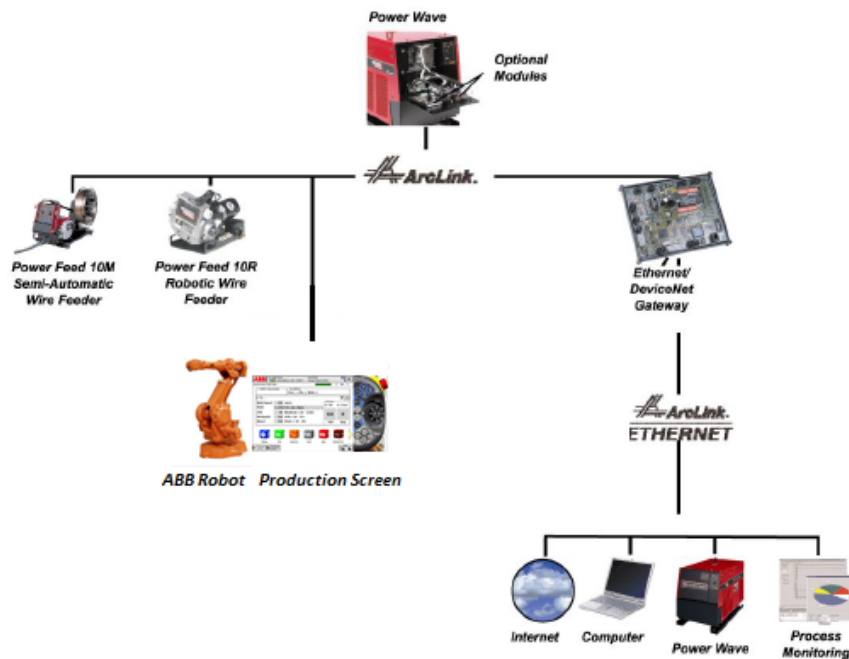 Power Wave
Optional
Modules
ArcLink.
Power Feed 10M
Semi-Automatic
Wire Feeder
Power Feed 10R
Robotic Wire
Feeder
Ethernet/
DeviceNet
Gateway
ABB
ArcLink.
ETHERNET
ABB Robot Production Screen
Internet
Computer
Power Wave
Process
Monitoring